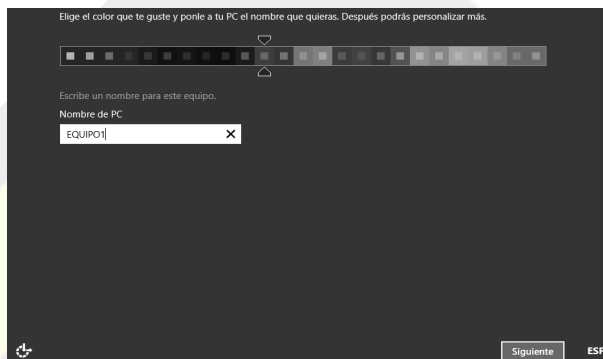 Elige el color que te guste y ponle a tu PC el nombre que quieras. Después podrás personalizar más.
Escribe un nombre para este equipo.
Nombre de PC
EQUIPO1
Siguiente
ESP